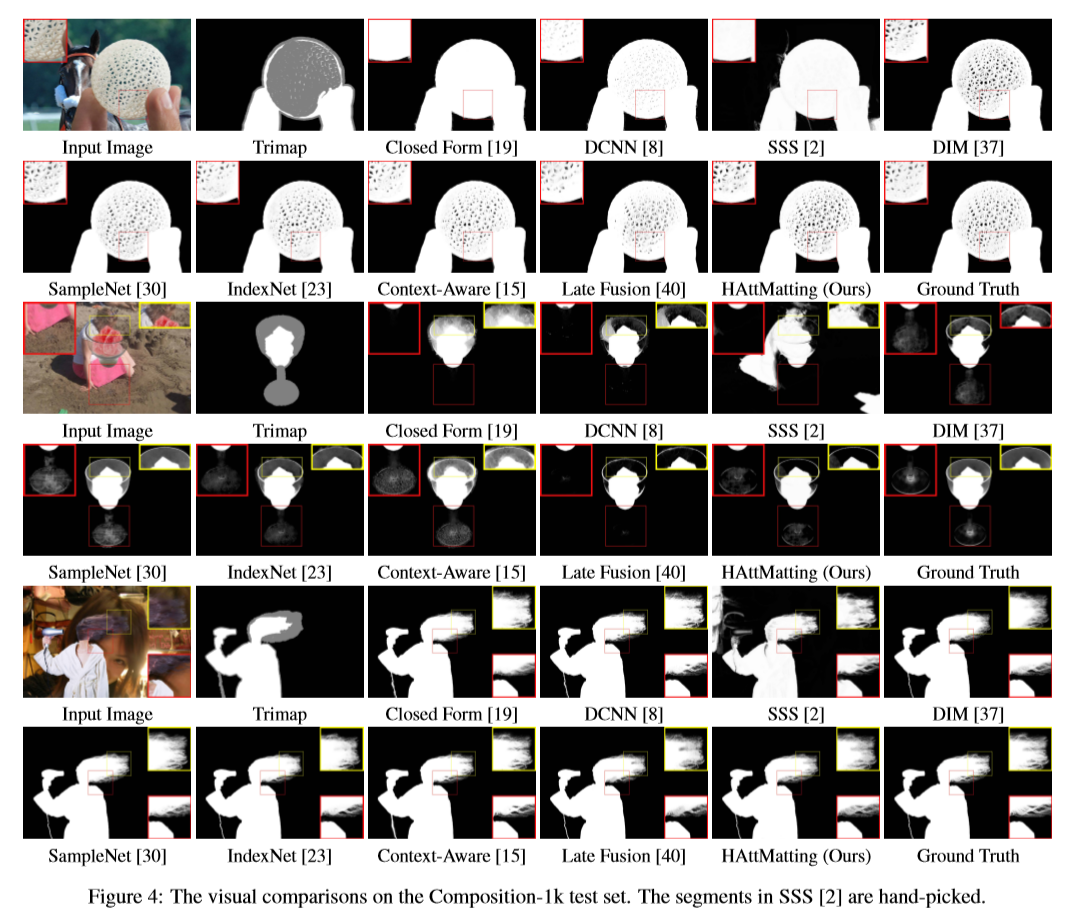 Input Image Trimap Closed Form [19] DCNN [8] SSS [2] DIM [37]
SampleNet [30] IndexNet [23] Context-Aware [15] Late Fusion [40] HAttMatting (Ours) Ground Truth
Input Image Trimap Closed Form [19] DCNN [8] SSS [2] DIM [37]
SampleNet [30] IndexNet [23] Context-Aware [15] Late Fusion [40] HAttMatting (Ours) Ground Truth
Input Image Trimap Closed Form [19] DCNN [8] SSS [2] DIM [37]
SampleNet [30] IndexNet [23] Context-Aware [15] Late Fusion [40] HAttMatting (Ours) Ground Truth
Figure 4: The visual comparisons on the Composition-1k test set. The segments in SSS [2] are hand-picked.